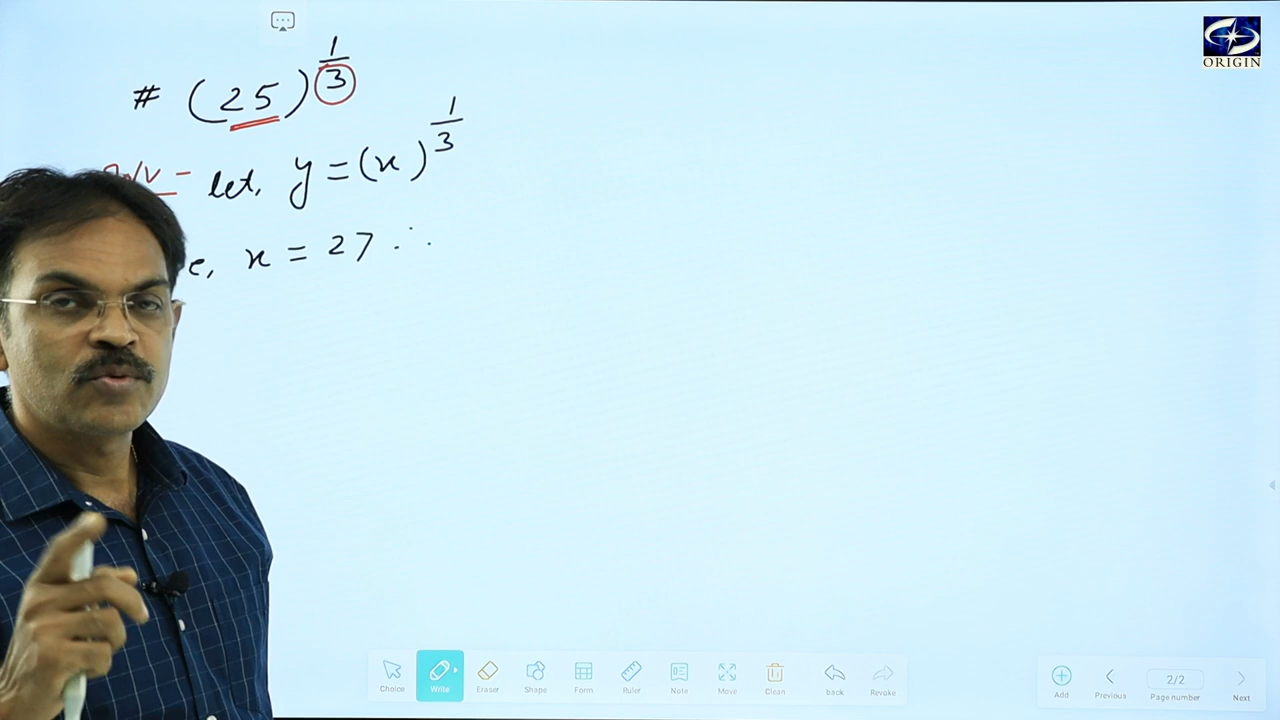 # (25)^1/3
let, y = (x)^1/3
x = 27 ∴
ORIGIN
Choice
Write
Eraser
Shape
Form
Ruler
Note
Move
Clean
back
Revoke
Add
Previous
2/2
Page number
Next